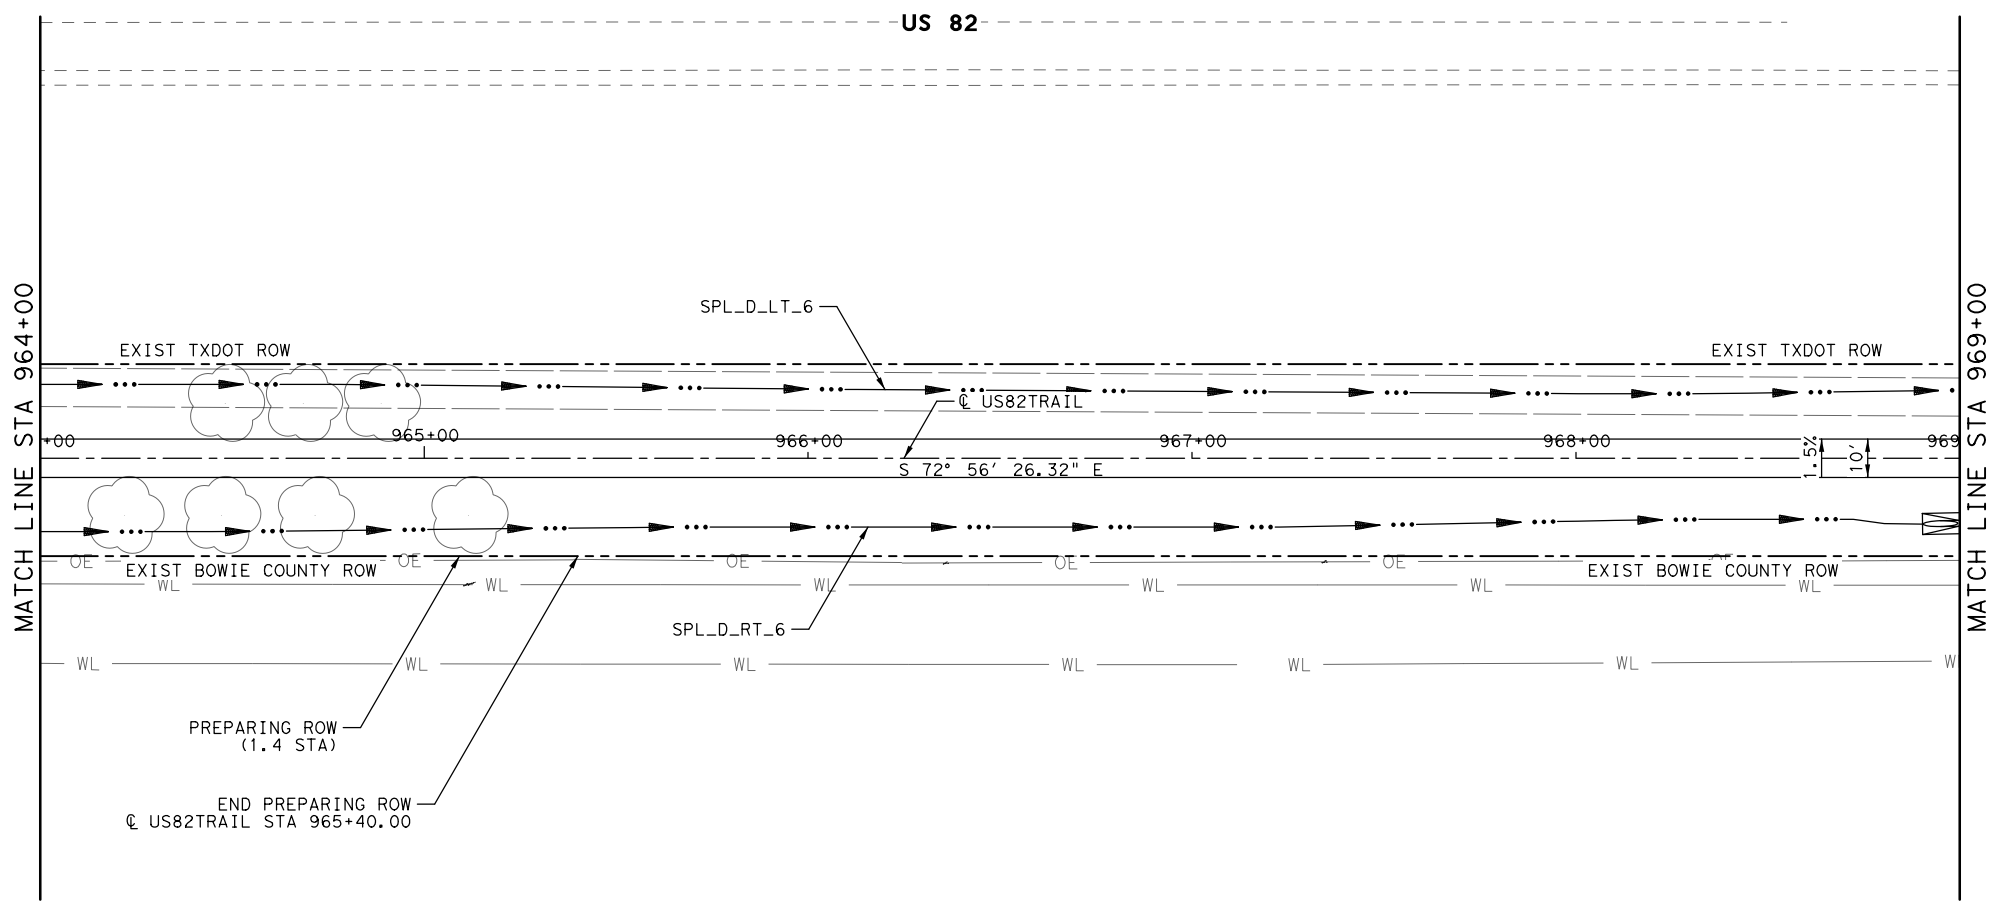 US 82
MATCH LINE STA 964+00
MATCH LINE STA 969+00
SPL_D_LT_6
EXIST TXDOT ROW
EXIST TXDOT ROW
℄ US82TRAIL
+00
965+00
966+00
967+00
968+00
969
1.5%
10'
S 72° 56' 26.32" E
OE
OE
OE
OE
OE
OE
EXIST BOWIE COUNTY ROW
EXIST BOWIE COUNTY ROW
WL
WL
WL
WL
WL
WL
SPL_D_RT_6
WL
WL
WL
WL
WL
WL
W
PREPARING ROW
(1.4 STA)
END PREPARING ROW
℄ US82TRAIL STA 965+40.00